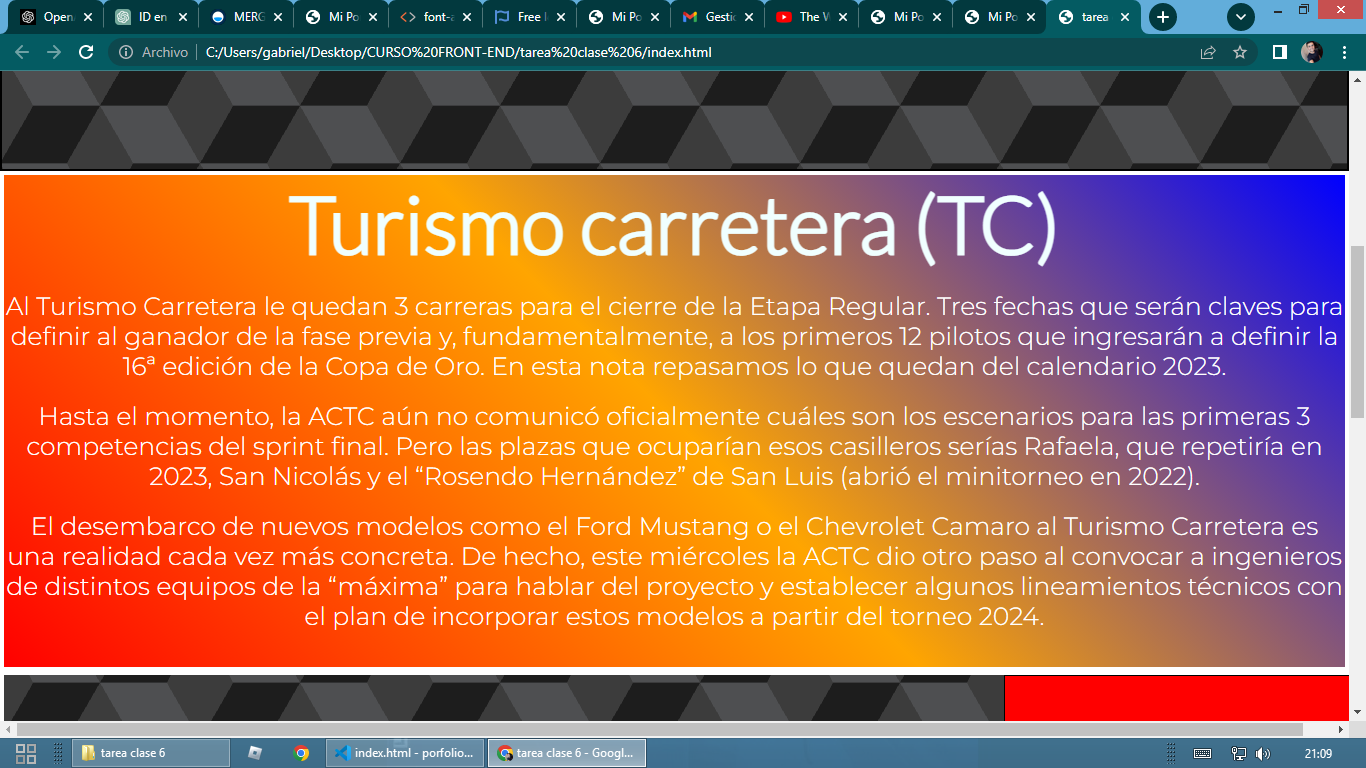 Open
ID en
MERG
Mi Po
font-a
Free I
Mi Po
Gesti
The W
Mi Po
Mi Po
tarea
Archivo
C:/Users/gabriel/Desktop/CURSO%20FRONT-END/tarea%20clase%206/index.html
Turismo carretera (TC)
Al Turismo Carretera le quedan 3 carreras para el cierre de la Etapa Regular. Tres fechas que serán claves para
definir al ganador de la fase previa y, fundamentalmente, a los primeros 12 pilotos que ingresarán a definir la
16ª edición de la Copa de Oro. En esta nota repasamos lo que quedan del calendario 2023.
Hasta el momento, la ACTC aún no comunicó oficialmente cuáles son los escenarios para las primeras 3
competencias del sprint final. Pero las plazas que ocuparían esos casilleros serías Rafaela, que repetiría en
2023, San Nicolás y el “Rosendo Hernández” de San Luis (abrió el minitorneo en 2022).
El desembarco de nuevos modelos como el Ford Mustang o el Chevrolet Camaro al Turismo Carretera es
una realidad cada vez más concreta. De hecho, este miércoles la ACTC dio otro paso al convocar a ingenieros
de distintos equipos de la “máxima” para hablar del proyecto y establecer algunos lineamientos técnicos con
el plan de incorporar estos modelos a partir del torneo 2024.
tarea clase 6
index.html - porfolio...
tarea clase 6 - Googl...
21:09